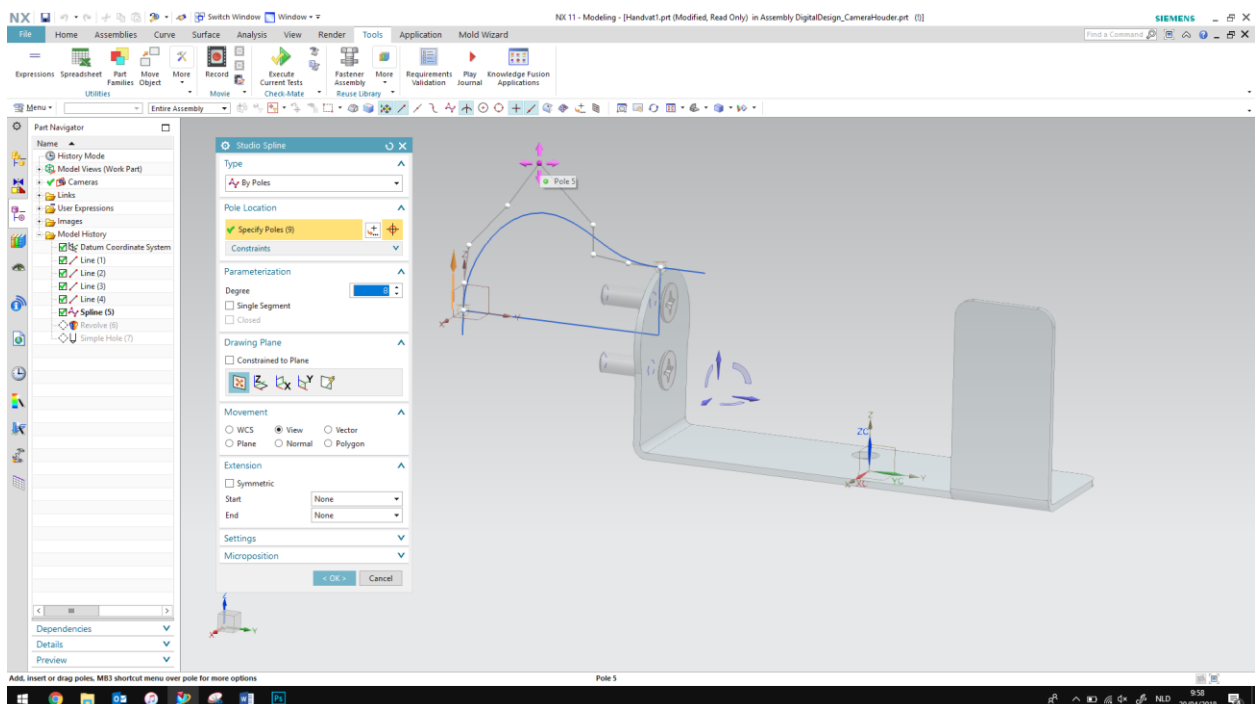 NX Switch Window Window NX 11 - Modeling - [Handvat1.prt (Modified, Read Only) in Assembly DigitalDesign_CameraHouder.prt (!)] SIEMENS
File Home Assemblies Curve Surface Analysis View Render Tools Application Mold Wizard Find a Command
Expressions Spreadsheet Part Families Move Object More Record Execute Current Tests Fastener Assembly More Requirements Validation Play Journal Knowledge Fusion Applications
Utilities Movie Check-Mate Reuse Library
Menu Entire Assembly
Part Navigator
Name
History Mode
Model Views (Work Part)
Cameras
Links
User Expressions
Images
Model History
Datum Coordinate System
Line (1)
Line (2)
Line (3)
Line (4)
Spline (5)
Revolve (6)
Simple Hole (7)
Dependencies
Details
Preview
Studio Spline
Type
By Poles
Pole Location
Specify Poles (9)
Constraints
Parameterization
Degree 8
Single Segment
Closed
Drawing Plane
Constrained to Plane
Movement
WCS View Vector
Plane Normal Polygon
Extension
Symmetric
Start None
End None
Settings
Microposition
< OK > Cancel
Pole 5
Z
ZC
X XC YC Y
X Y
Z
X Y
Add, insert or drag poles, MB3 shortcut menu over pole for more options Pole 5
NLD 9:58
20/04/2018